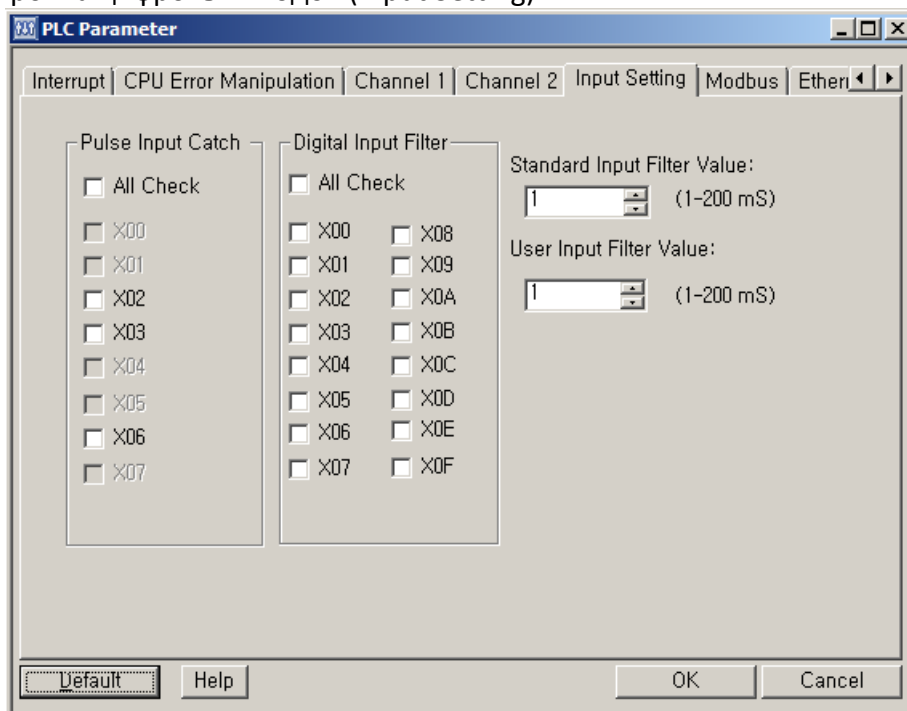 (Input Setting)
PLC Parameter
Interrupt CPU Error Manipulation Channel 1 Channel 2 Input Setting Modbus Ether
Pulse Input Catch
All Check
X00
X01
X02
X03
X04
X05
X06
X07
Digital Input Filter
All Check
X00 X08
X01 X09
X02 X0A
X03 X0B
X04 X0C
X05 X0D
X06 X0E
X07 X0F
Standard Input Filter Value:
1 (1-200 mS)
User Input Filter Value:
1 (1-200 mS)
Default Help OK Cancel